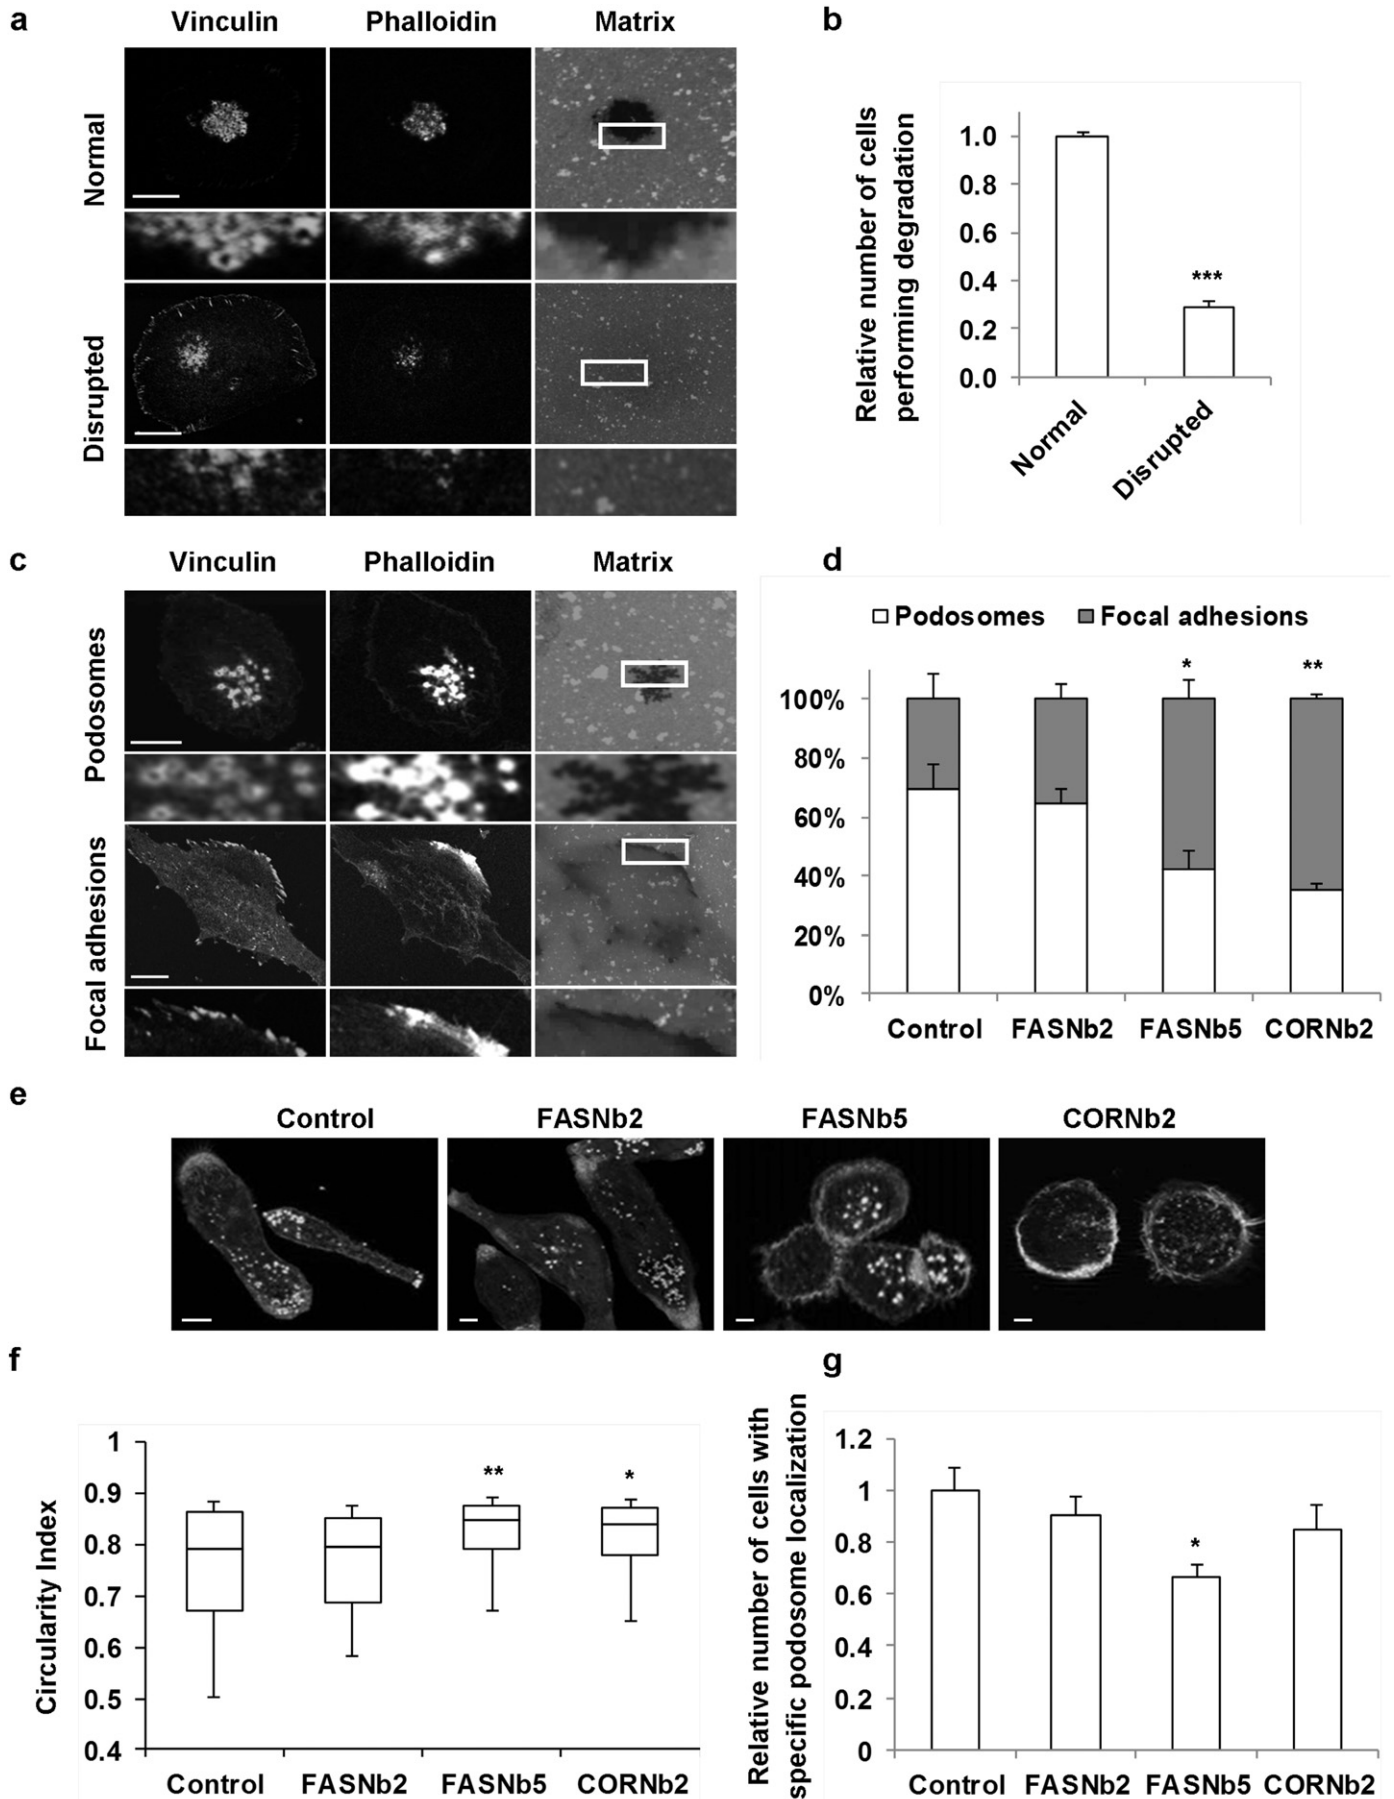 a
Vinculin Phalloidin Matrix
Normal
Disrupted
b
Relative number of cells
performing degradation
1.0
0.8
0.6
0.4
0.2
0.0
***
Normal
Disrupted
c
Vinculin Phalloidin Matrix
Podosomes
Focal adhesions
d
Podosomes Focal adhesions
* **
100%
80%
60%
40%
20%
0%
Control FASNb2 FASNb5 CORNb2
e
Control FASNb2 FASNb5 CORNb2
f
Circularity Index
1
0.9
0.8
0.7
0.6
0.5
0.4
** *
Control FASNb2 FASNb5 CORNb2
g
Relative number of cells with
specific podosome localization
1.2
1
0.8
0.6
0.4
0.2
0
*
Control FASNb2 FASNb5 CORNb2